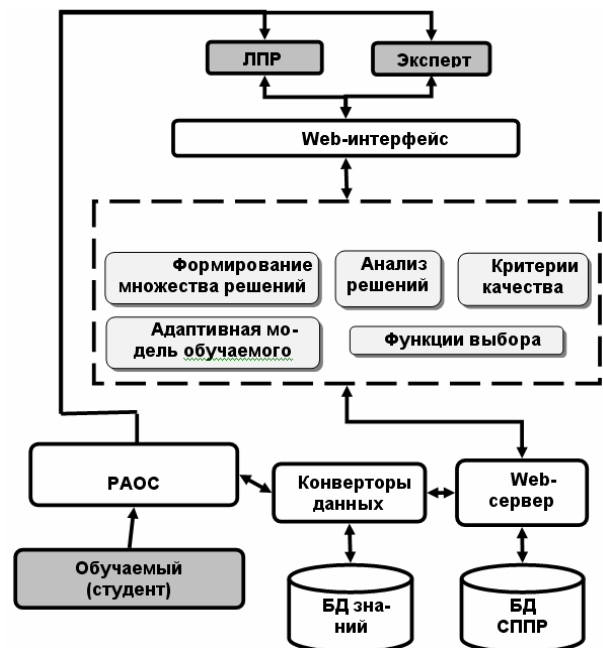 ЛПР
Эксперт
Web-интерфейс
Формирование
множества решений
Анализ
решений
Критерии
качества
Адаптивная мо-
дель обучаемого
Функции выбора
РАОС
Конверторы
данных
Web-
сервер
Обучаемый
(студент)
БД зна-
ний
БД
СППР